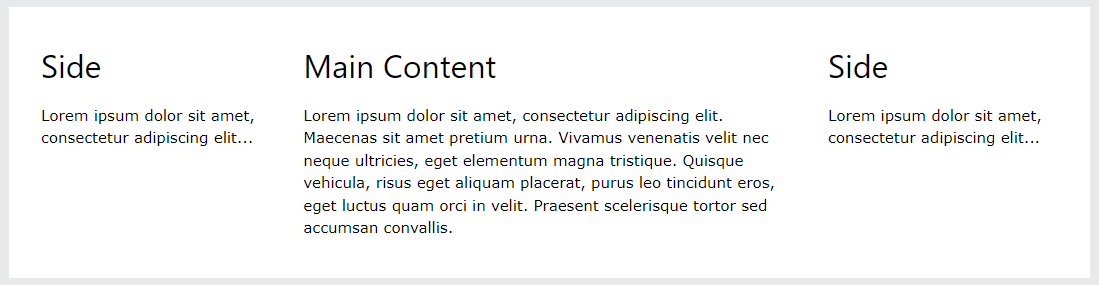 Side
Lorem ipsum dolor sit amet,
consectetur adipiscing elit...
Main Content
Lorem ipsum dolor sit amet, consectetur adipiscing elit.
Maecenas sit amet pretium urna. Vivamus venenatis velit nec
neque ultricies, eget elementum magna tristique. Quisque
vehicula, risus eget aliquam placerat, purus leo tincidunt eros,
eget luctus quam orci in velit. Praesent scelerisque tortor sed
accumsan convallis.
Side
Lorem ipsum dolor sit amet,
consectetur adipiscing elit...